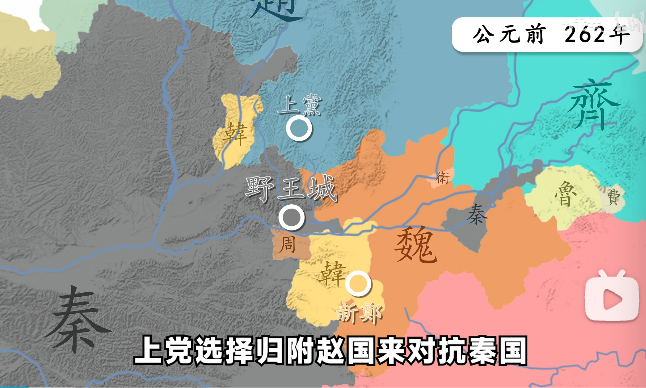 趙
公元前 262年
齊
上黨
韓
野王城
衛
魯
費
秦
周
魏
韓
新鄭
秦
上党选择归附赵国来对抗秦国